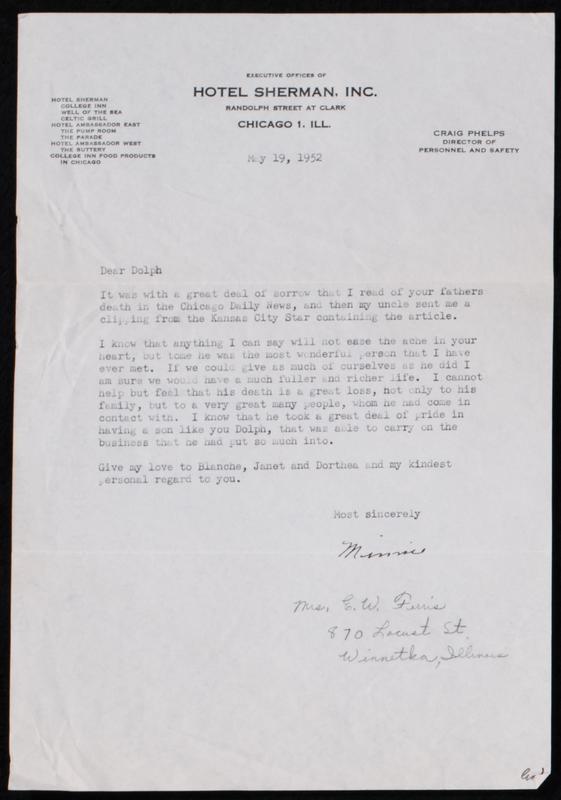 EXECUTIVE OFFICES OF
HOTEL SHERMAN, INC.
RANDOLPH STREET AT CLARK
CHICAGO 1, ILL.
HOTEL SHERMAN
COLLEGE INN
WELL OF THE SEA
CELTIC GRILL
HOTEL AMBASSADOR EAST
THE PUMP ROOM
THE PARADE
HOTEL AMBASSADOR WEST
THE BUTTERY
COLLEGE INN FOOD PRODUCTS
IN CHICAGO
CRAIG PHELPS
DIRECTOR OF
PERSONNEL AND SAFETY
May 19, 1952
Dear Dolph
It was with a great deal of sorrow that I read of your fathers
death in the Chicago Daily News, and then my uncle sent me a
clipping from the Kansas City Star containing the article.
I know that anything I can say will not ease the ache in your
heart, but tome he was the most wonderful person that I have
ever met. If we could give as much of ourselves as he did I
am sure we would have a much fuller and richer life. I cannot
help but feel that his death is a great loss, not only to his
family, but to a very great many people, whom he had come in
contact with. I know that he took a great deal of pride in
having a son like you Dolph, that was able to carry on the
business that he had put so much into.
Give my love to Blanche, Janet and Dorthea and my kindest
personal regard to you.
Most sincerely
Minnie
Mrs. E. W. Ferris
870 Locust St.
Winnetka, Illinois